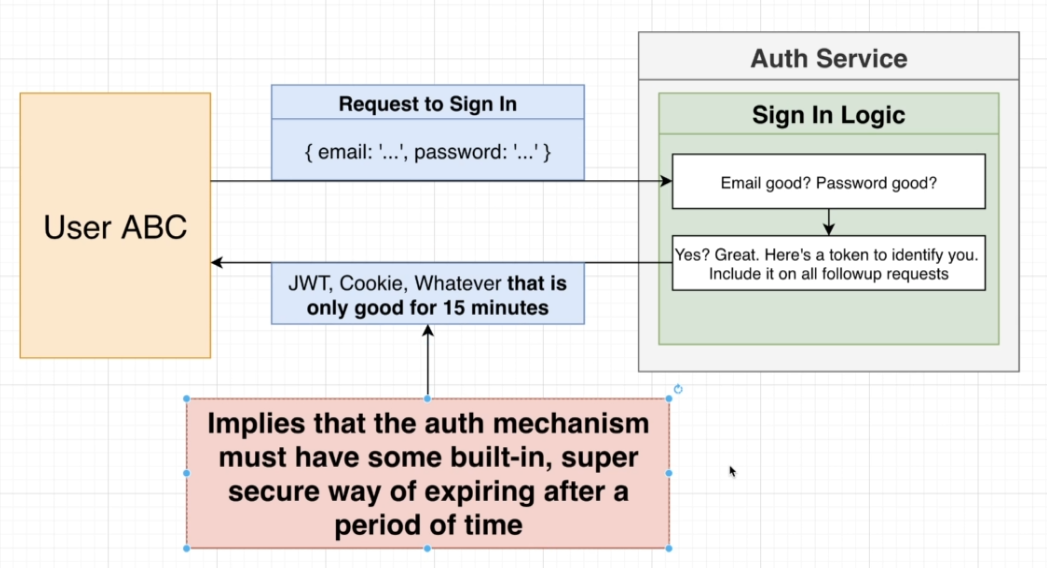 Auth Service
Sign In Logic
Request to Sign In
{ email: '...', password: '...' }
Email good? Password good?
User ABC
Yes? Great. Here's a token to identify you.
Include it on all followup requests
JWT, Cookie, Whatever that is
only good for 15 minutes
Implies that the auth mechanism
must have some built-in, super
secure way of expiring after a
period of time